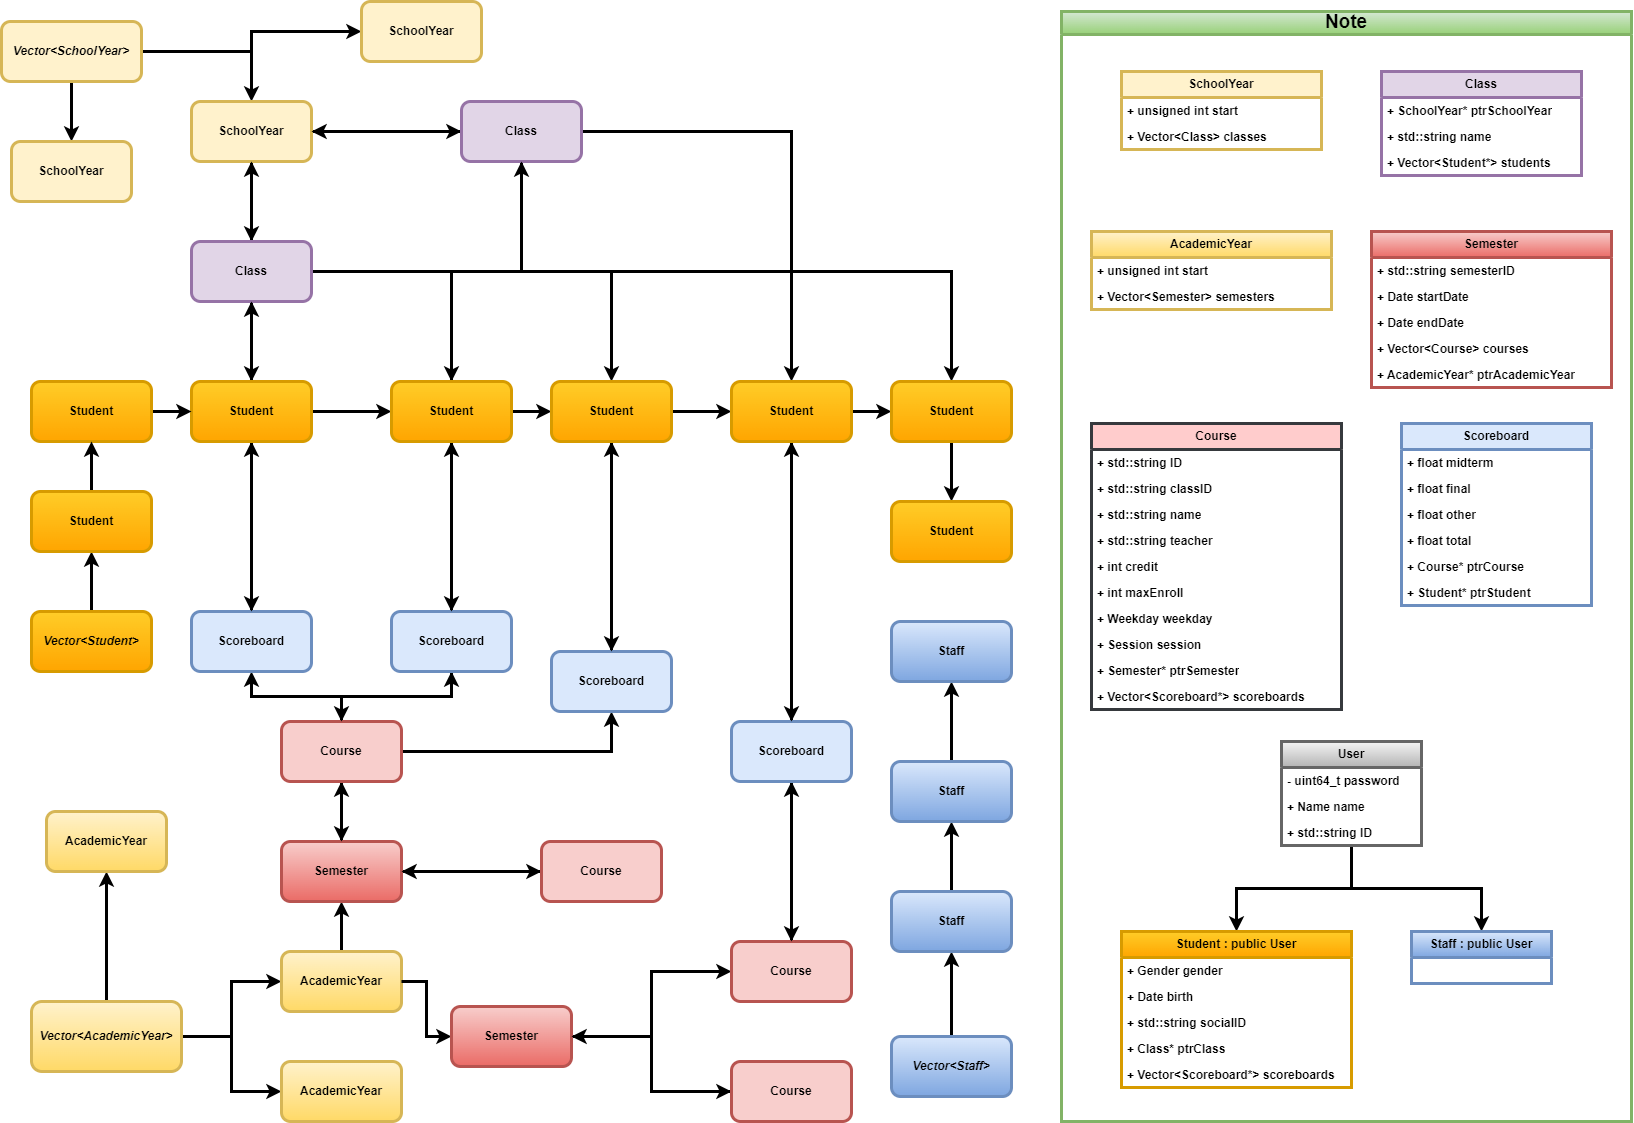 Vector<SchoolYear>
SchoolYear
SchoolYear
Class
SchoolYear
Class
Student
Student
Student
Student
Student
Student
Student
Student
Vector<Student>
Scoreboard
Scoreboard
Scoreboard
Staff
Course
Scoreboard
Staff
AcademicYear
Semester
Course
Staff
AcademicYear
Course
Vector<AcademicYear>
Semester
Vector<Staff>
AcademicYear
Course
Note
SchoolYear
+ unsigned int start
+ Vector<Class> classes
Class
+ SchoolYear* ptrSchoolYear
+ std::string name
+ Vector<Student*> students
AcademicYear
+ unsigned int start
+ Vector<Semester> semesters
Semester
+ std::string semesterID
+ Date startDate
+ Date endDate
+ Vector<Course> courses
+ AcademicYear* ptrAcademicYear
Course
+ std::string ID
+ std::string classID
+ std::string name
+ std::string teacher
+ int credit
+ int maxEnroll
+ Weekday weekday
+ Session session
+ Semester* ptrSemester
+ Vector<Scoreboard*> scoreboards
Scoreboard
+ float midterm
+ float final
+ float other
+ float total
+ Course* ptrCourse
+ Student* ptrStudent
User
- uint64_t password
+ Name name
+ std::string ID
Student : public User
+ Gender gender
+ Date birth
+ std::string socialID
+ Class* ptrClass
+ Vector<Scoreboard*> scoreboards
Staff : public User